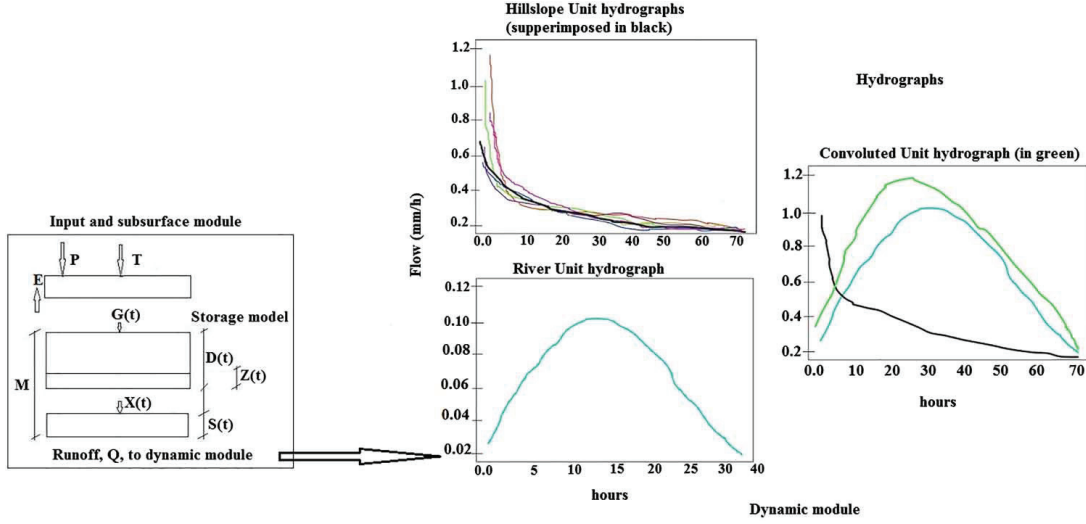 Hillslope Unit hydrographs
(supperimposed in black)
1.2
1.0
0.8
0.6
0.4
0.2
0.0 10 20 30 40 50 60 70
Flow (mm/h)
River Unit hydrograph
0.10
0.08
0.06
0.04
0.02
0.0 5 10 15 20 25 30 40
hours
Hydrographs
Convoluted Unit hydrograph (in green)
1.2
1.0
0.8
0.6
0.4
0.2
0.0 10 20 30 40 50 60 70
hours
Dynamic module
Input and subsurface module
P T
E
G(t) Storage model
D(t)
Z(t)
M
X(t)
S(t)
Runoff, Q, to dynamic module